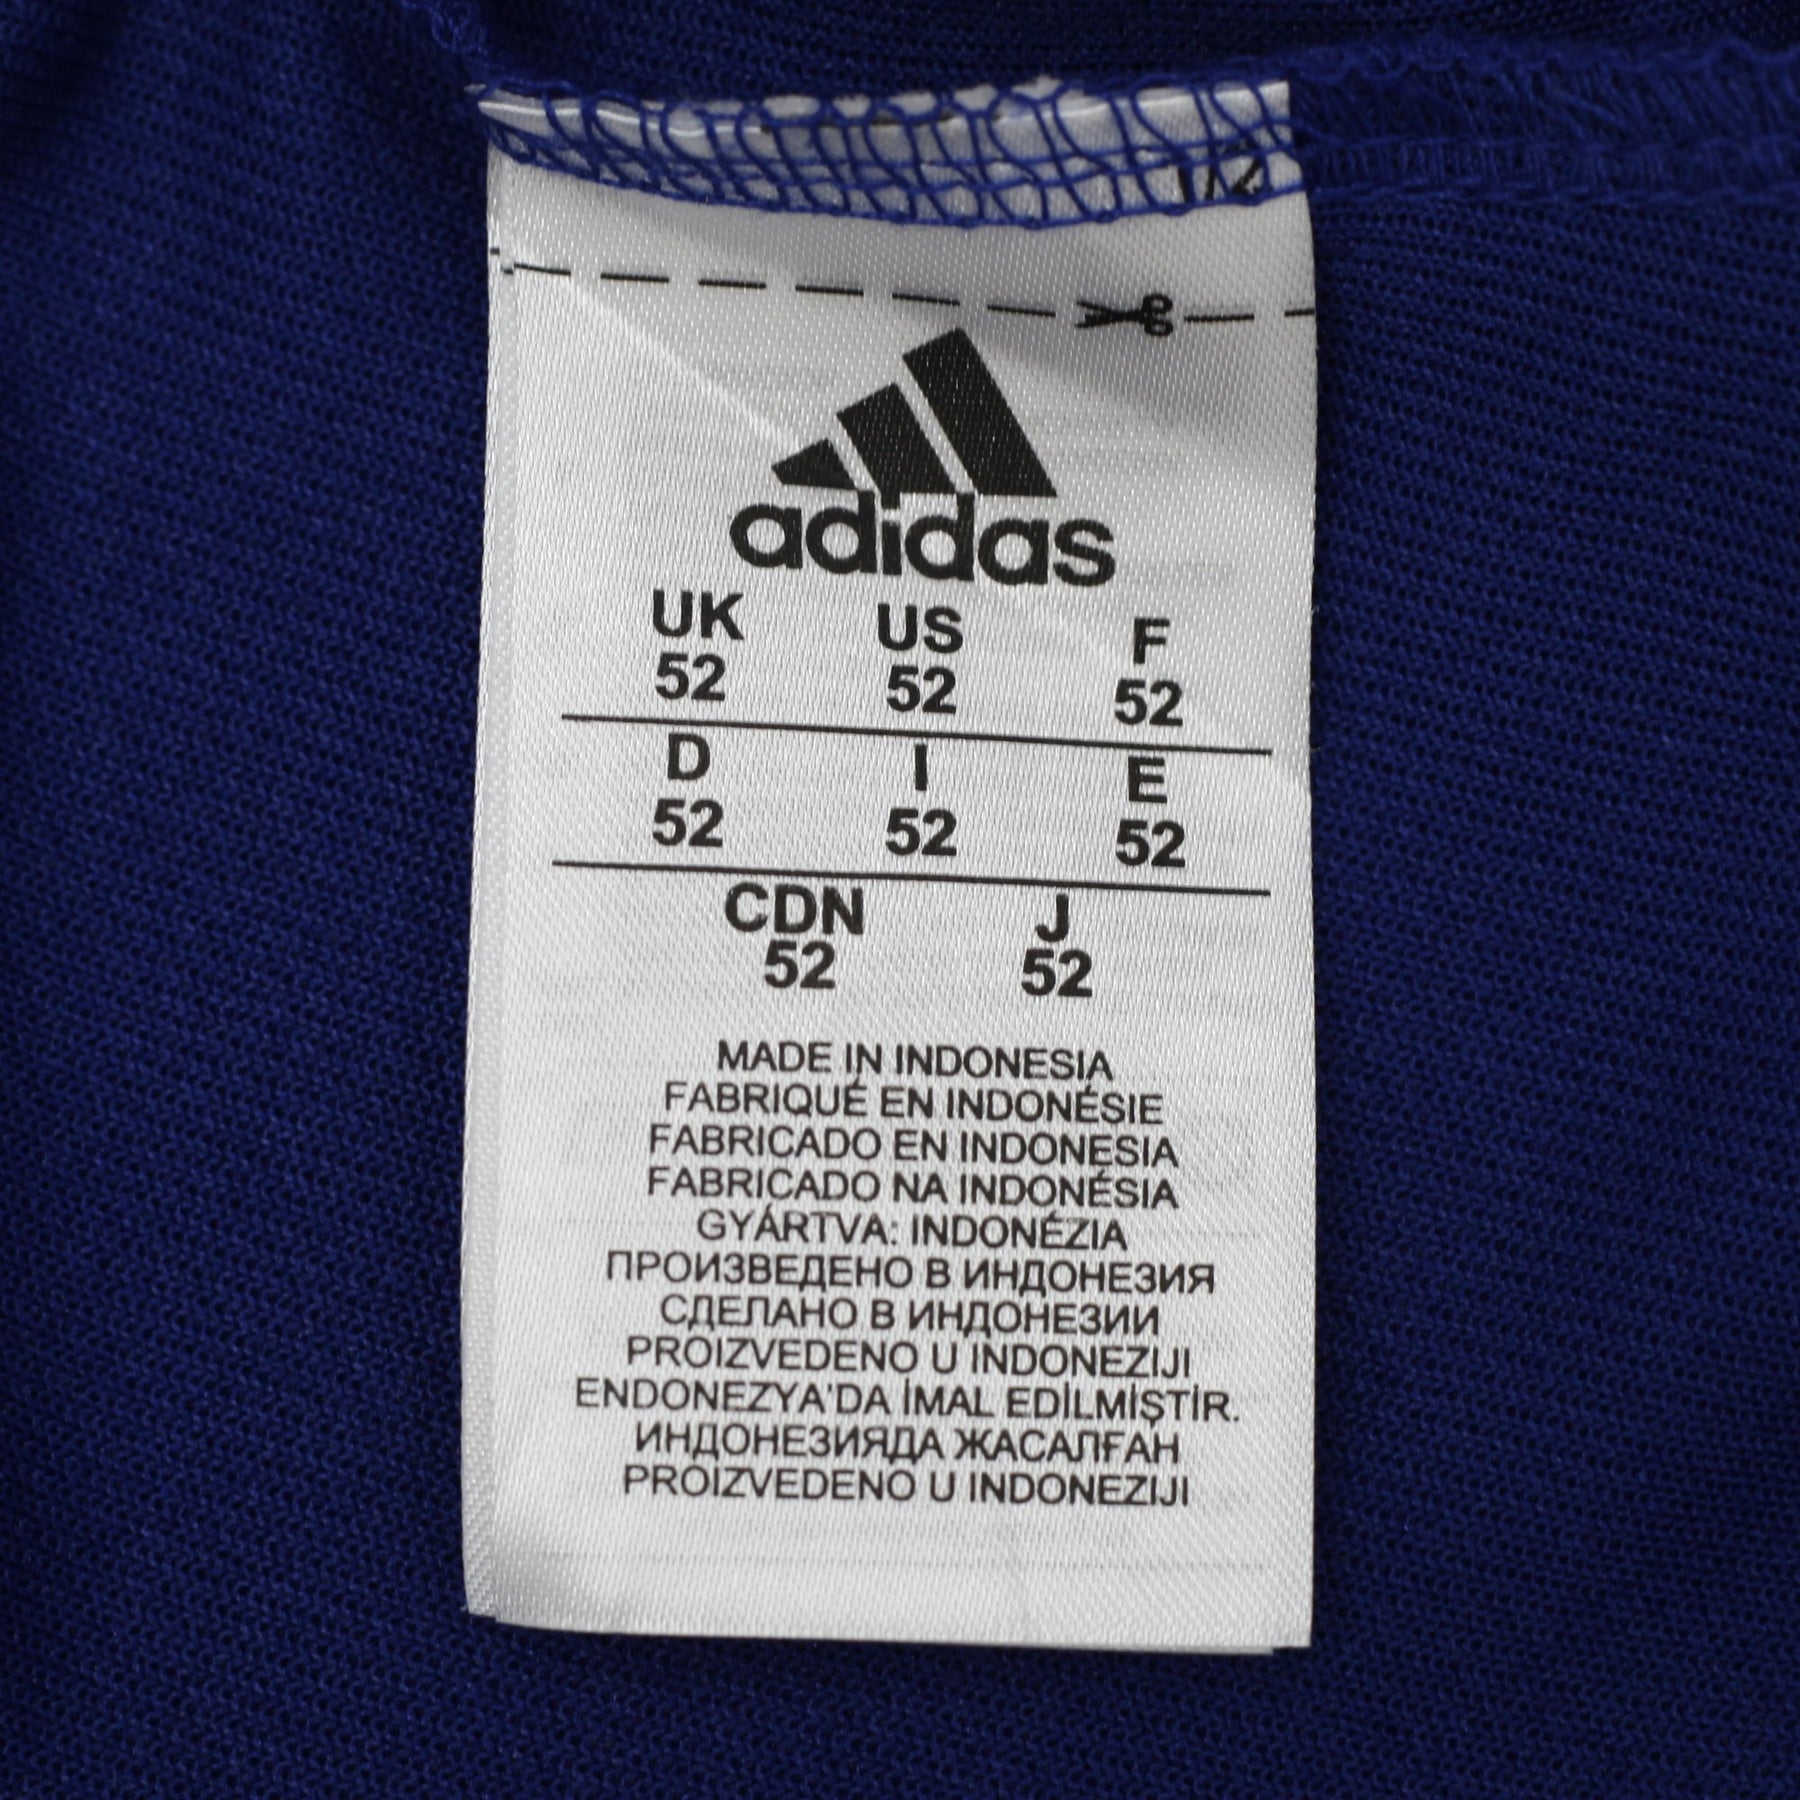 1/2
adidas
UK US F
52 52 52
D I E
52 52 52
CDN J
52 52
MADE IN INDONESIA
FABRIQUÉ EN INDONÉSIE
FABRICADO EN INDONESIA
FABRICADO NA INDONÉSIA
GYÁRTVA: INDONÉZIA
ПРОИЗВЕДЕНО В ИНДОНЕЗИЯ
СДЕЛАНО В ИНДОНЕЗИИ
PROIZVEDENO U INDONEZIJI
ENDONEZYA'DA İMAL EDİLMİŞTİR.
ИНДОНЕЗИЯДА ЖАСАЛҒАН
PROIZVEDENO U INDONEZIJI